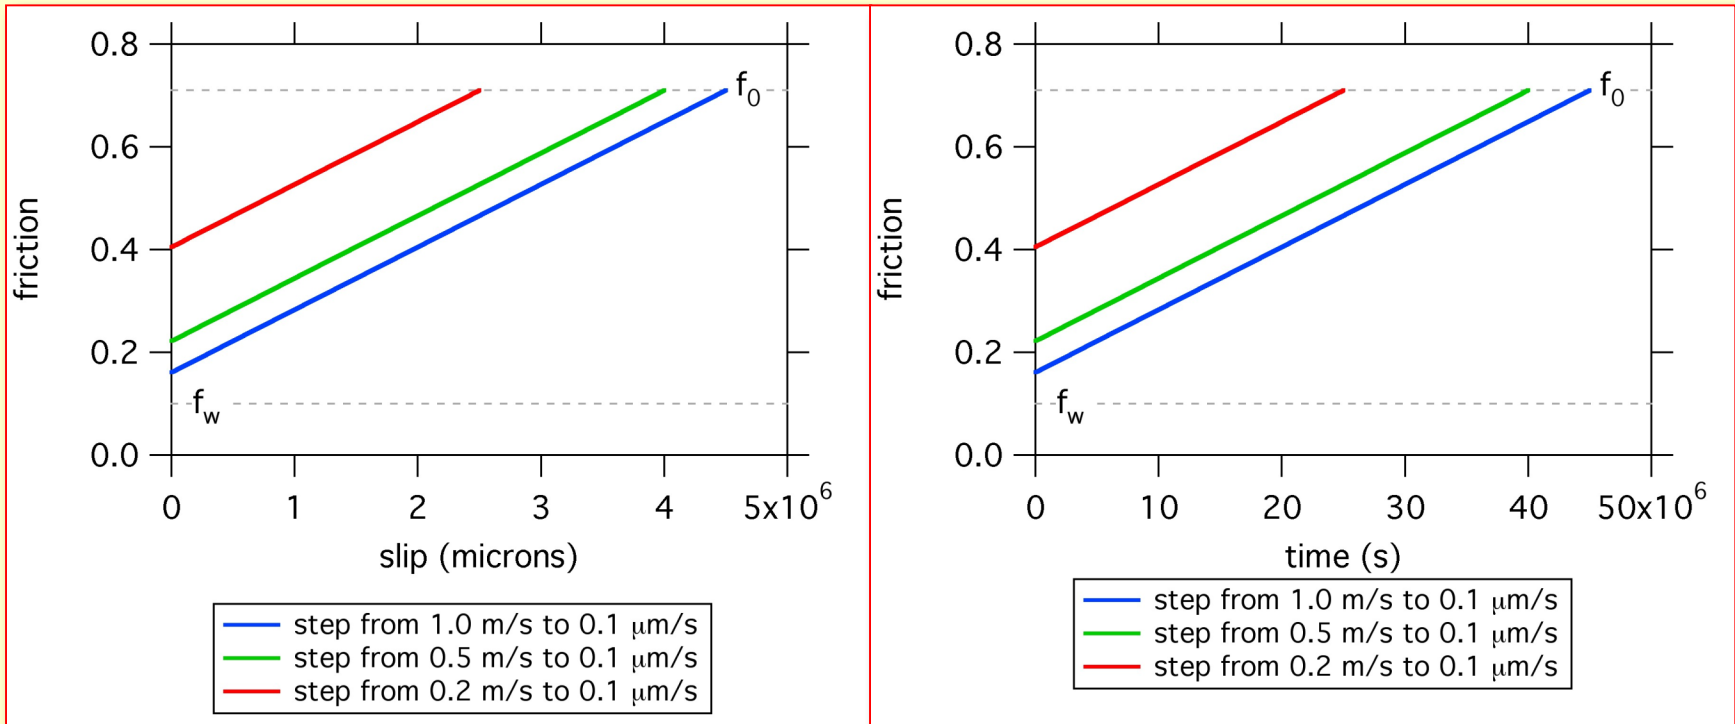 0.8
0.6
0.4
0.2
0.0
friction
f0
fw
0 1 2 3 4 5x10^6
slip (microns)
step from 1.0 m/s to 0.1 μm/s
step from 0.5 m/s to 0.1 μm/s
step from 0.2 m/s to 0.1 μm/s
0.8
0.6
0.4
0.2
0.0
friction
f0
fw
0 10 20 30 40 50x10^6
time (s)
step from 1.0 m/s to 0.1 μm/s
step from 0.5 m/s to 0.1 μm/s
step from 0.2 m/s to 0.1 μm/s